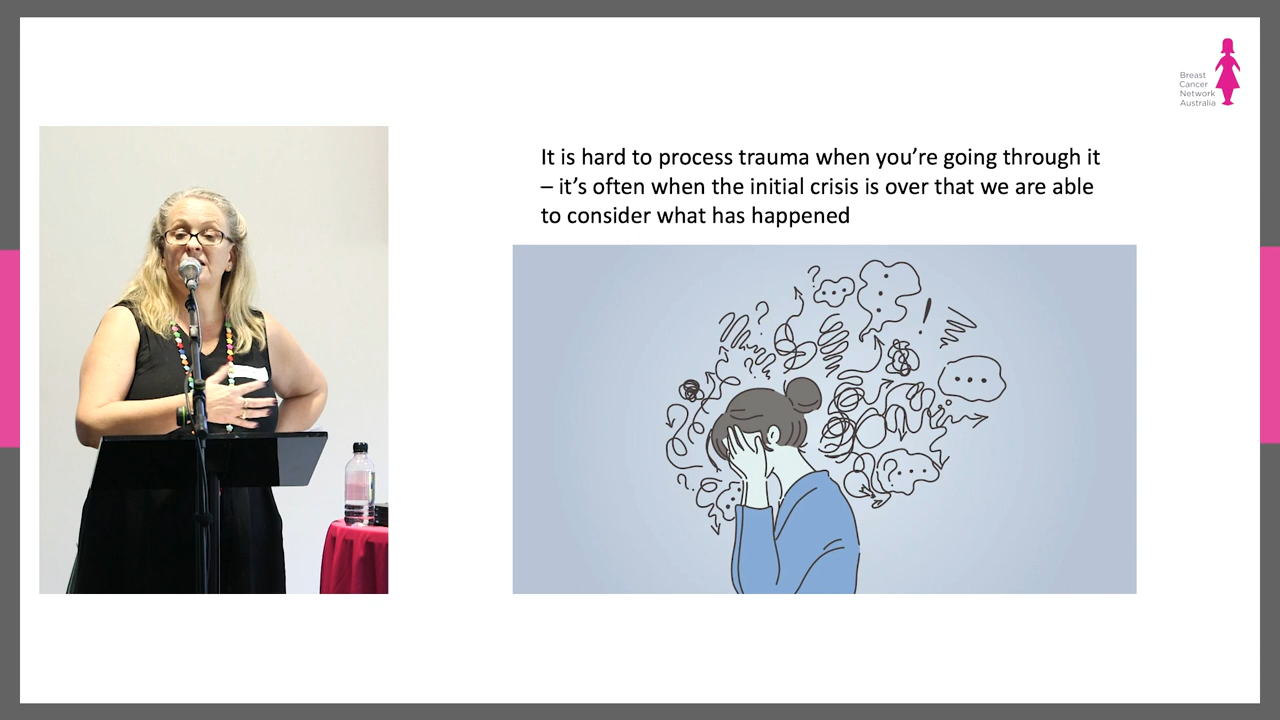 Breast
Cancer
Network
Australia
It is hard to process trauma when you’re going through it
– it’s often when the initial crisis is over that we are able
to consider what has happened